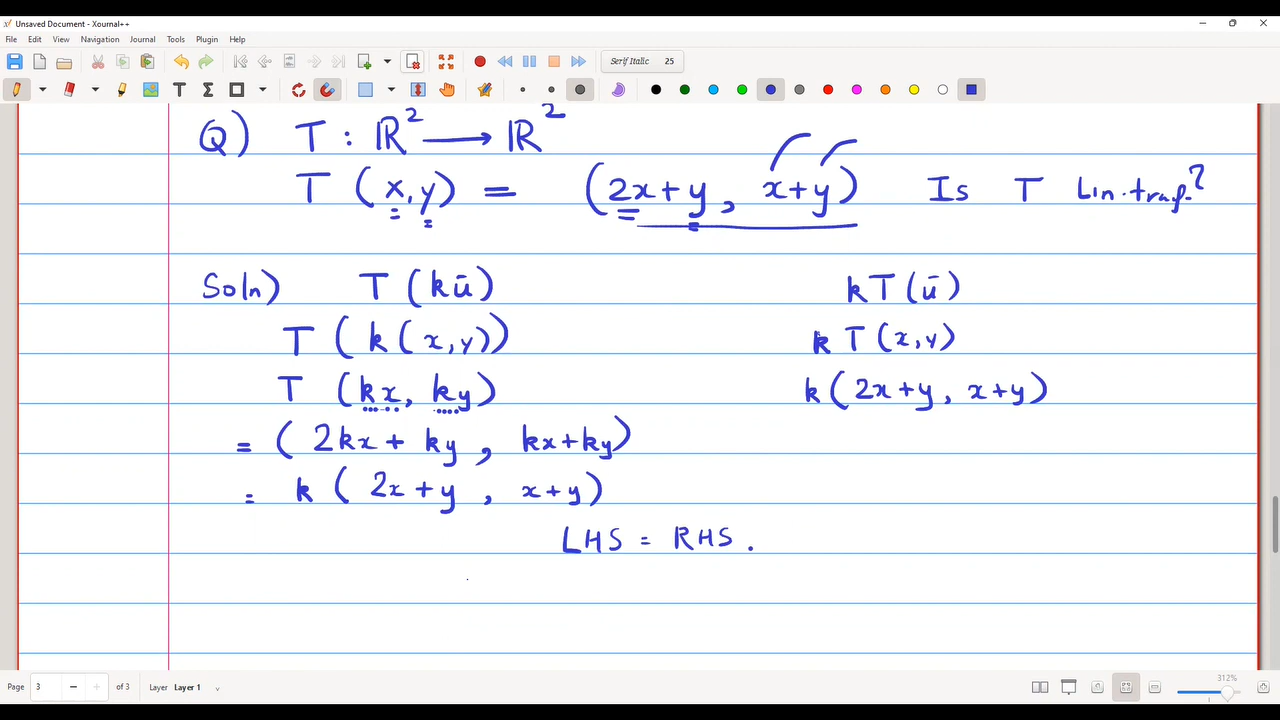 Unsaved Document - Xournal++
File Edit View Navigation Journal Tools Plugin Help
Serif Italic 25
Q) T : ℝ² ⟶ ℝ²
T (x,y) = (2x+y, x+y) Is T Lin.
Soln) T (kū) kT(ū)
T (k(x,y)) k T(x,y)
T (kx, ky) k(2x+y, x+y)
= (2kx + ky, kx+ky)
= k (2x+y, x+y)
LHS = RHS.
Page 3 of 3 Layer Layer 1 312%